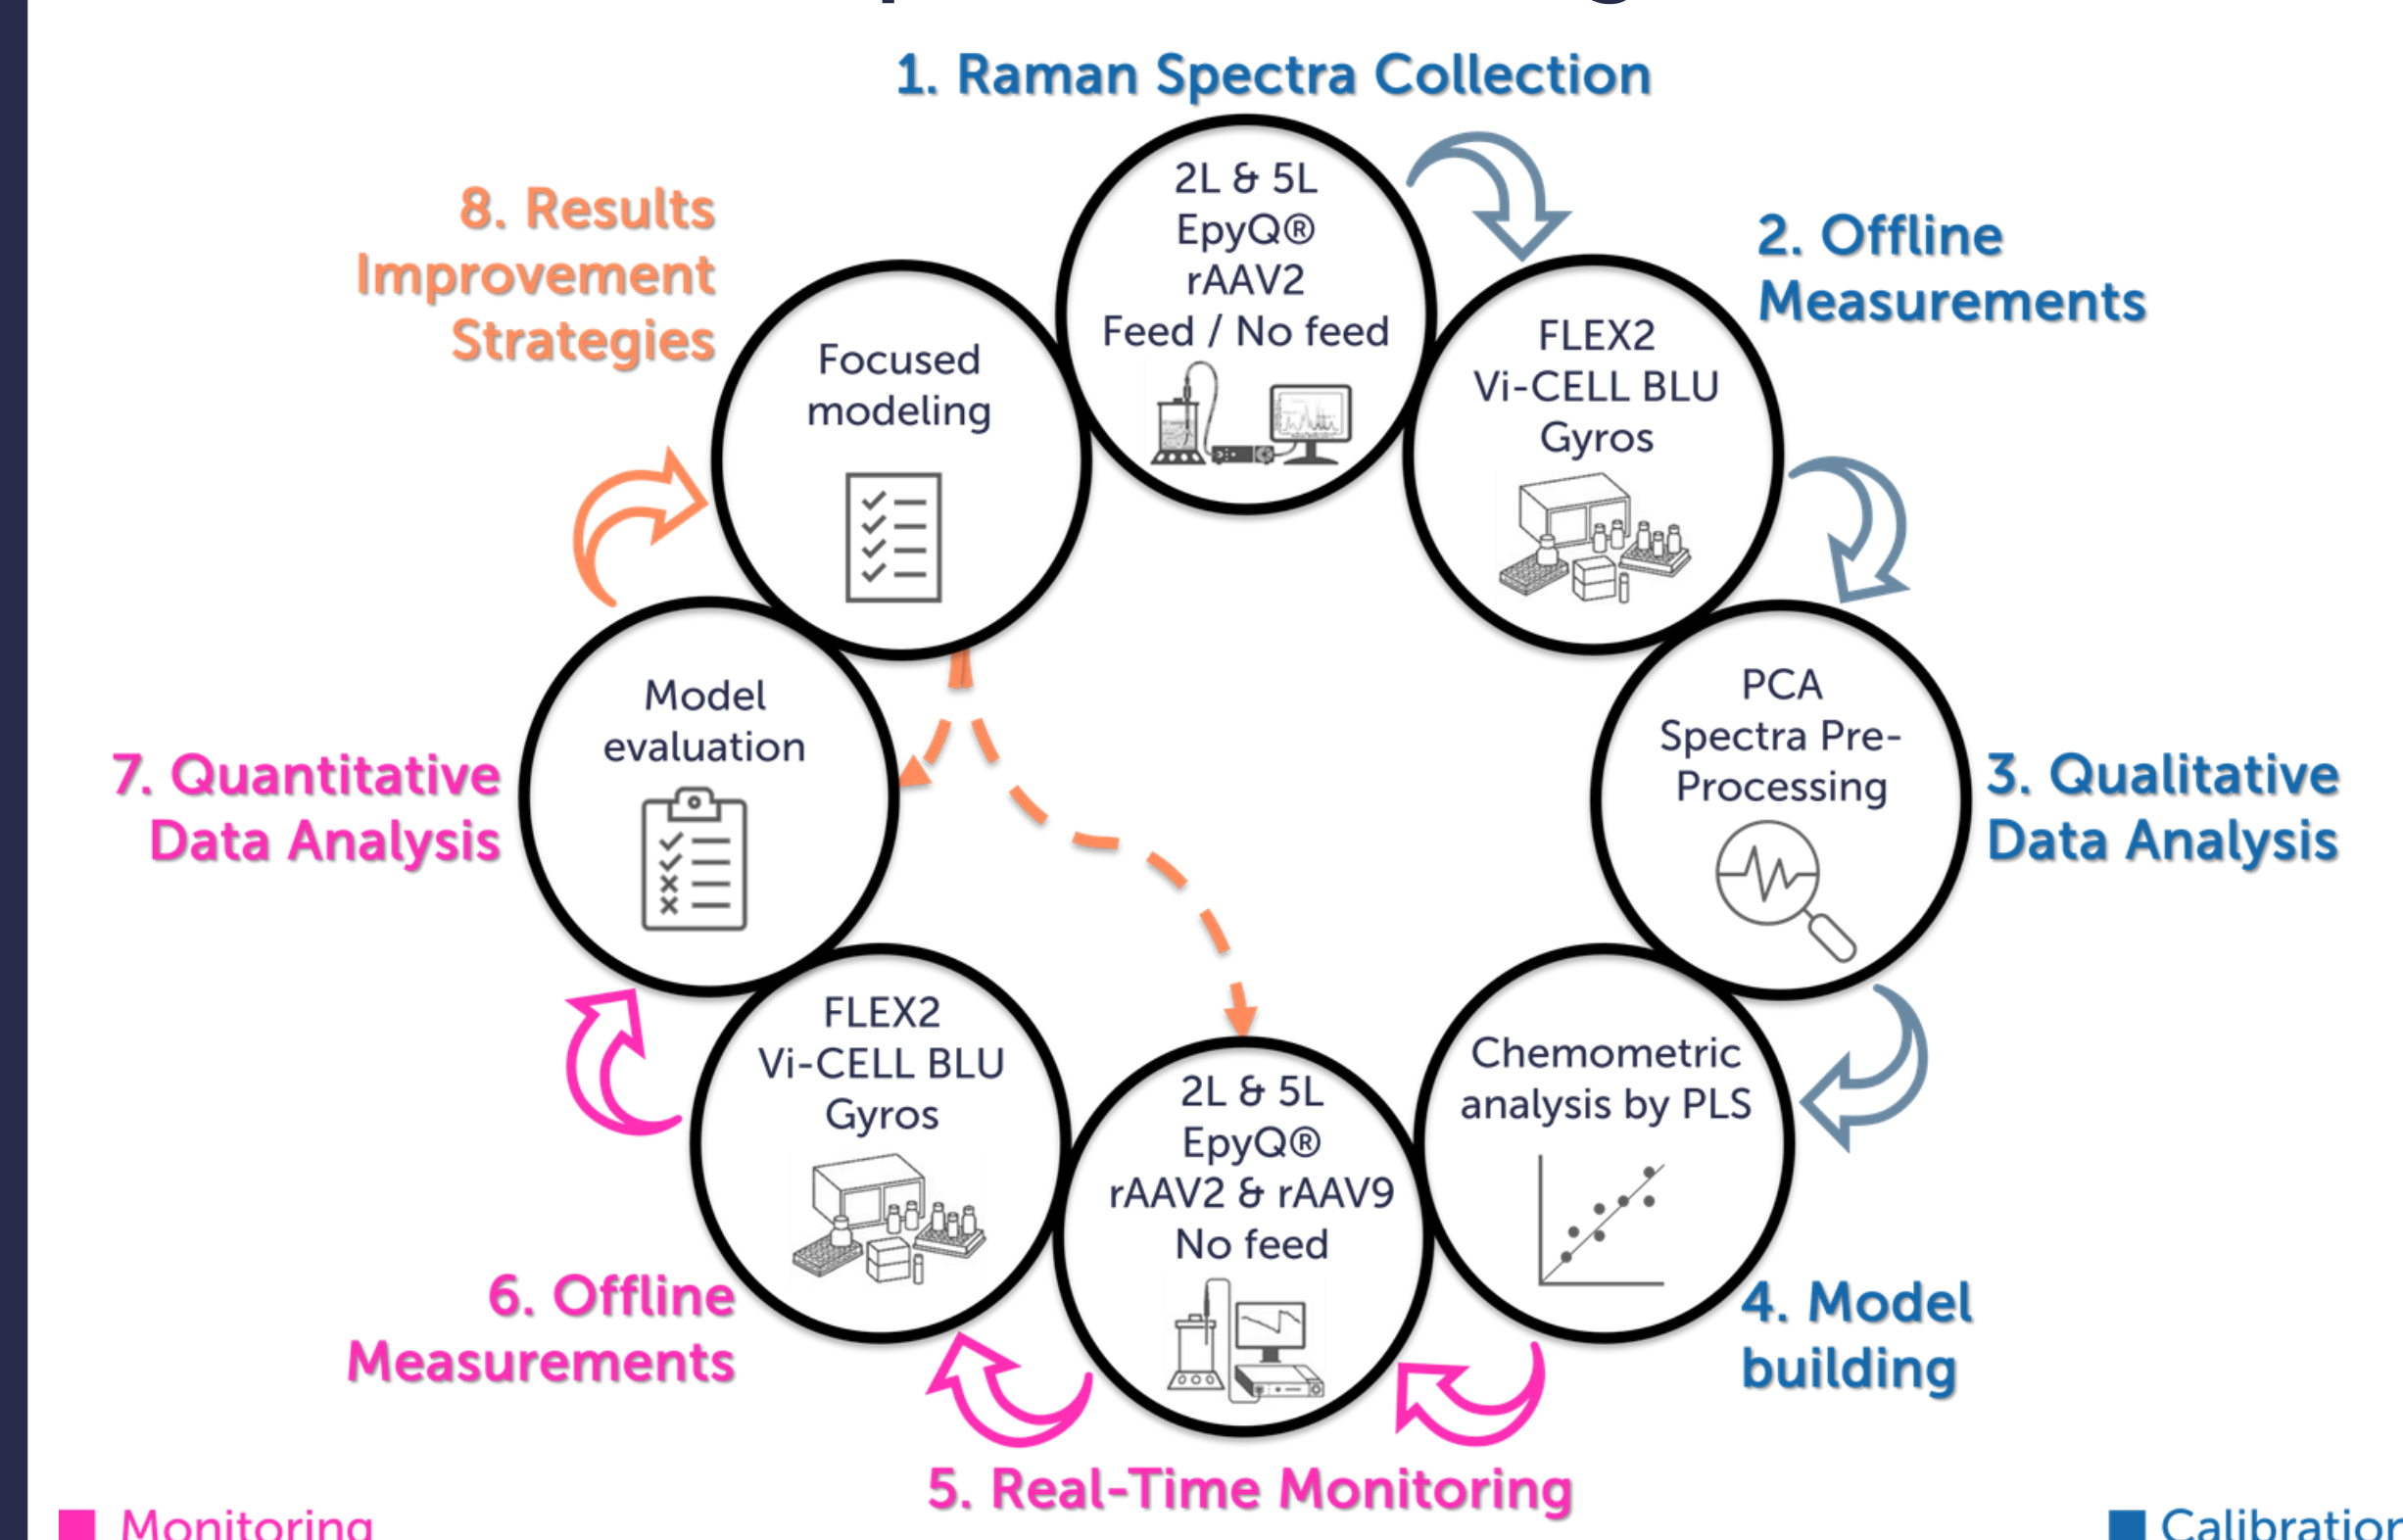 1. Raman Spectra Collection
2L & 5L
EpyQ®
rAAV2
Feed / No feed
2. Offline
Measurements
FLEX2
Vi-CELL BLU
Gyros
3. Qualitative
Data Analysis
PCA
Spectra Pre-
Processing
4. Model
building
Chemometric
analysis by PLS
5. Real-Time Monitoring
2L & 5L
EpyQ®
rAAV2 & rAAV9
No feed
6. Offline
Measurements
FLEX2
Vi-CELL BLU
Gyros
7. Quantitative
Data Analysis
Model
evaluation
8. Results
Improvement
Strategies
Focused
modeling
Monitoring
Calibration